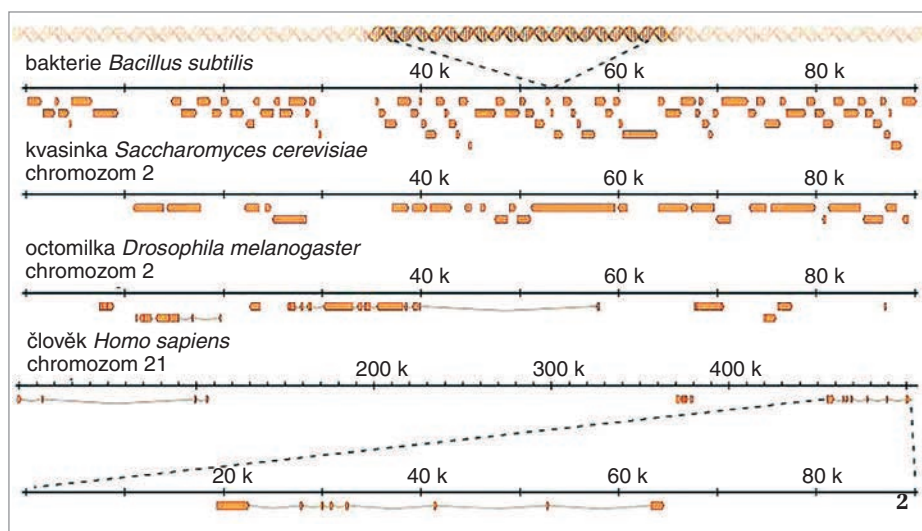 bakterie Bacillus subtilis
40 k 60 k 80 k
kvasinka Saccharomyces cerevisiae
chromozom 2
40 k 60 k 80 k
octomilka Drosophila melanogaster
chromozom 2
40 k 60 k 80 k
člověk Homo sapiens
chromozom 21
200 k 300 k 400 k
20 k 40 k 60 k 80 k
2